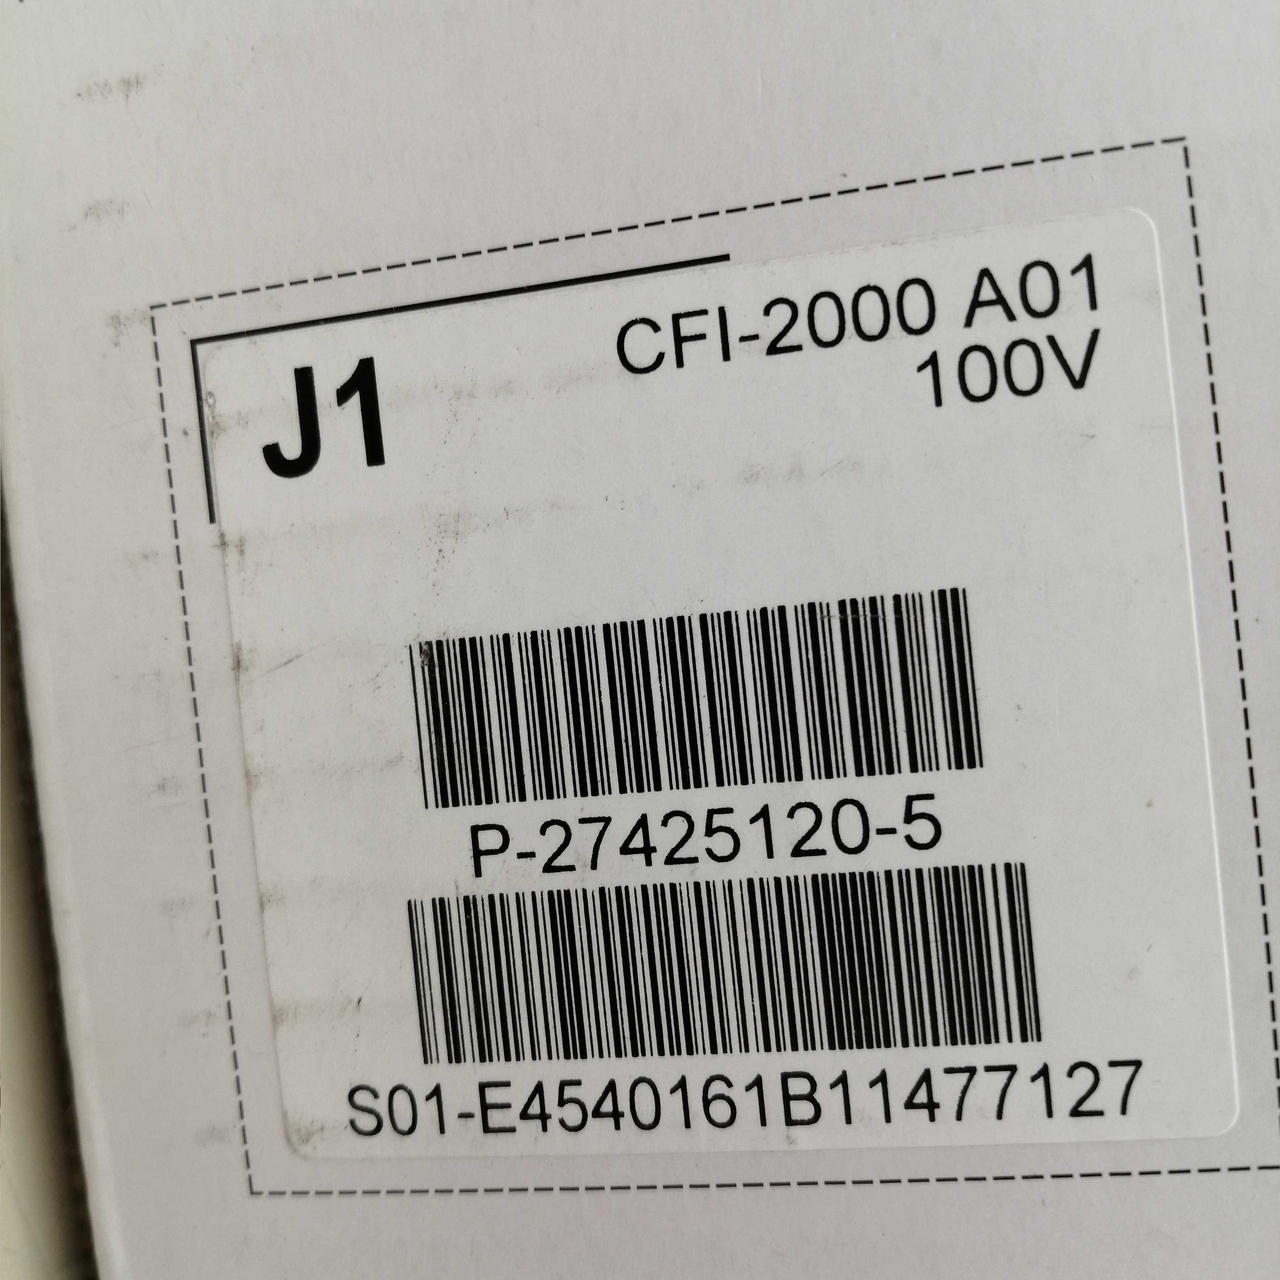 J1
CFI-2000 A01
100V
P-27425120-5
S01-E4540161B11477127